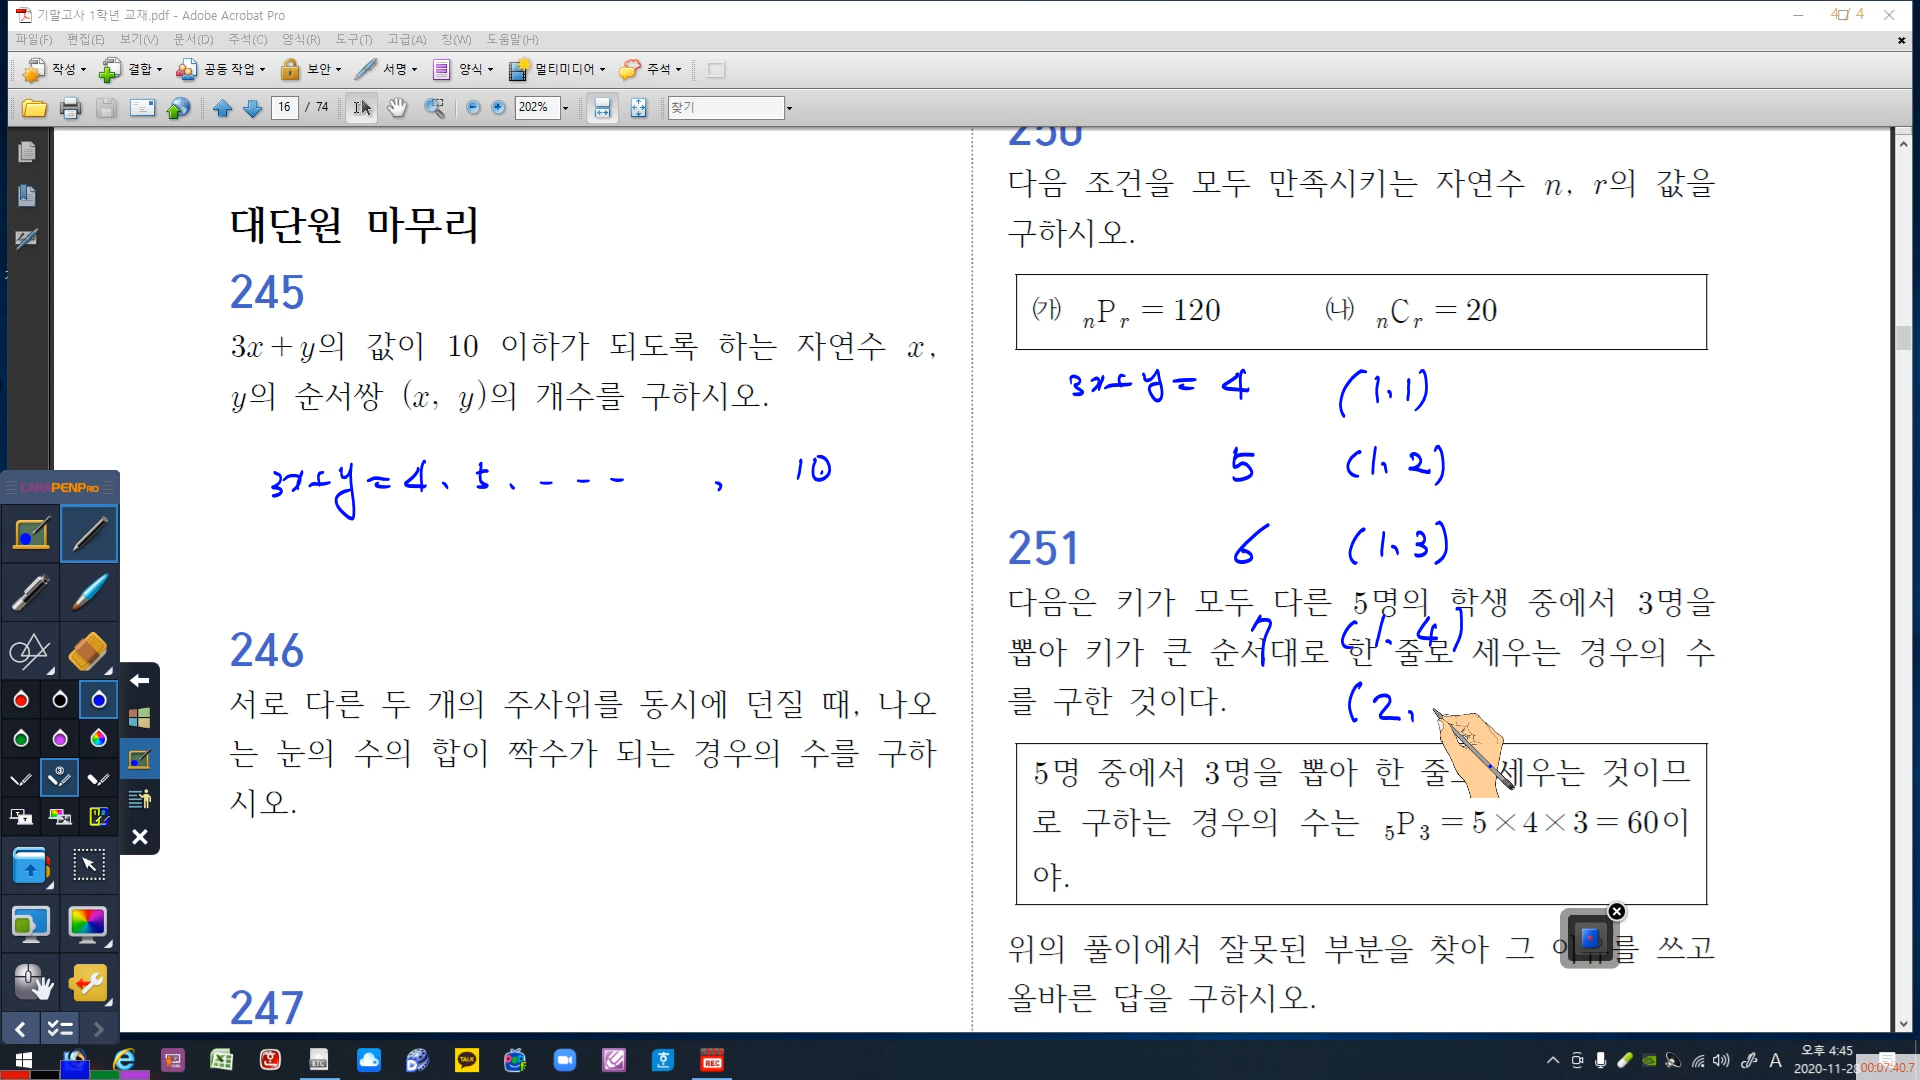 기말고사 1학년 교재.pdf - Adobe Acrobat Pro
4 / 4
파일(F) 편집(E) 보기(V) 문서(D) 주석(C) 양식(R) 도구(T) 고급(A) 창(W) 도움말(H)
작성 결합 공동 작업 보안 서명 양식 멀티미디어 주석
16 / 74 202% 찾기
대단원 마무리
245
3x+y의 값이 10 이하가 되도록 하는 자연수 x,
y의 순서쌍 (x, y)의 개수를 구하시오.
3x+y=4, 5, - - - , 10
246
서로 다른 두 개의 주사위를 동시에 던질 때, 나오
는 눈의 수의 합이 짝수가 되는 경우의 수를 구하
시오.
247
250
다음 조건을 모두 만족시키는 자연수 n, r의 값을
구하시오.
㈎ nPr = 120 ㈏ nCr = 20
3x+y = 4 (1, 1)
5 (1, 2)
6 (1, 3)
7 (1, 4)
(2,
251
다음은 키가 모두 다른 5명의 학생 중에서 3명을
뽑아 키가 큰 순서대로 한 줄로 세우는 경우의 수
를 구한 것이다.
5명 중에서 3명을 뽑아 한 줄로 세우는 것이므
로 구하는 경우의 수는 5P3 = 5×4×3 = 60이
야.
위의 풀이에서 잘못된 부분을 찾아 그 이유를 쓰고
올바른 답을 구하시오.
CARAPENPRO
TALK
REC
A
오후 4:45
2020-11-28
00:07:40.7